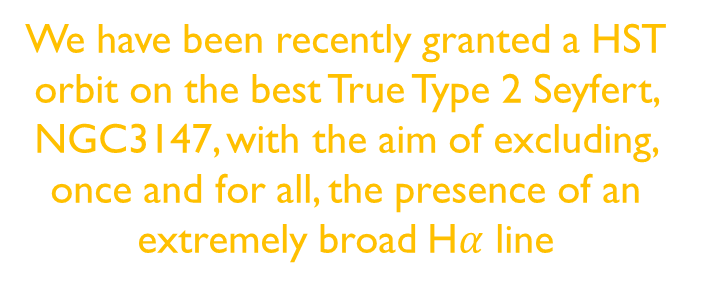 We have been recently granted a HST
orbit on the best True Type 2 Seyfert,
NGC3147, with the aim of excluding,
once and for all, the presence of an
extremely broad H𝛼 line